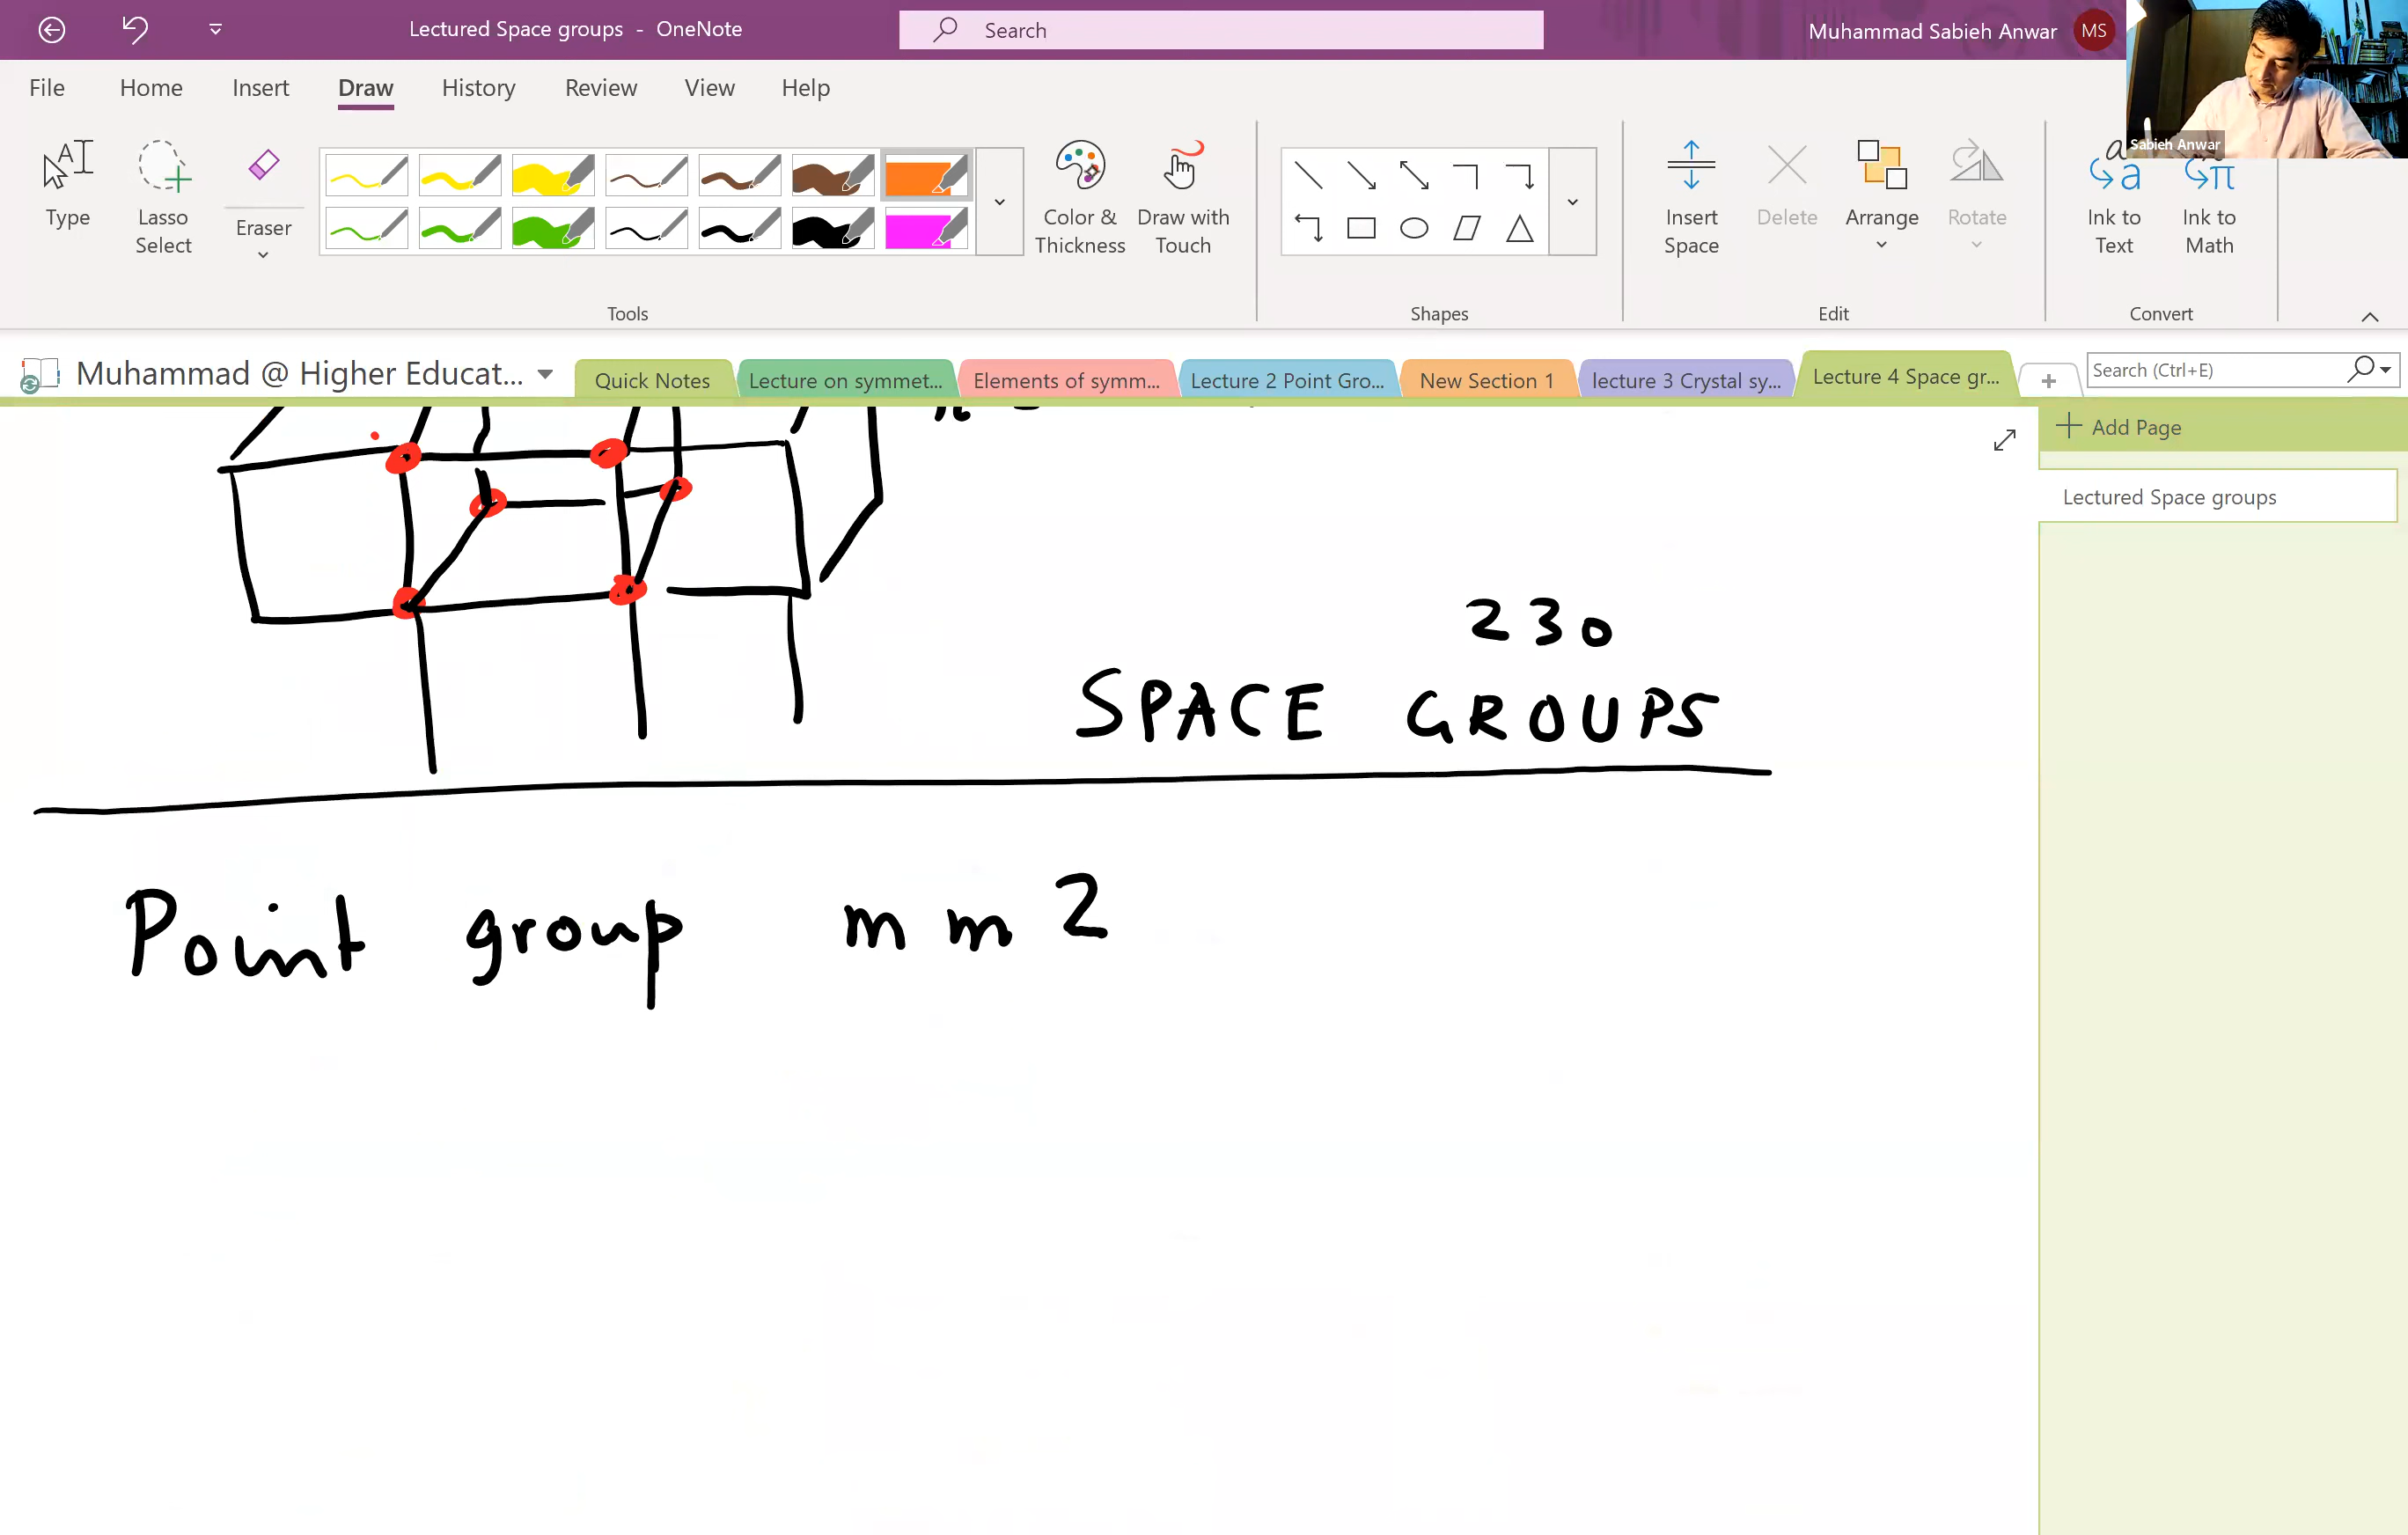 Lectured Space groups - OneNote
Search
Muhammad Sabieh Anwar
MS
Sabieh Anwar
File Home Insert Draw History Review View Help
Type
Lasso Select
Eraser
Color & Thickness
Draw with Touch
Insert Space
Delete
Arrange
Rotate
Ink to Text
Ink to Math
Tools
Shapes
Edit
Convert
Muhammad @ Higher Educat...
Quick Notes
Lecture on symmet...
Elements of symm...
Lecture 2 Point Gro...
New Section 1
lecture 3 Crystal sy...
Lecture 4 Space gr...
Search (Ctrl+E)
Add Page
Lectured Space groups
230
SPACE GROUPS
Point group m m 2